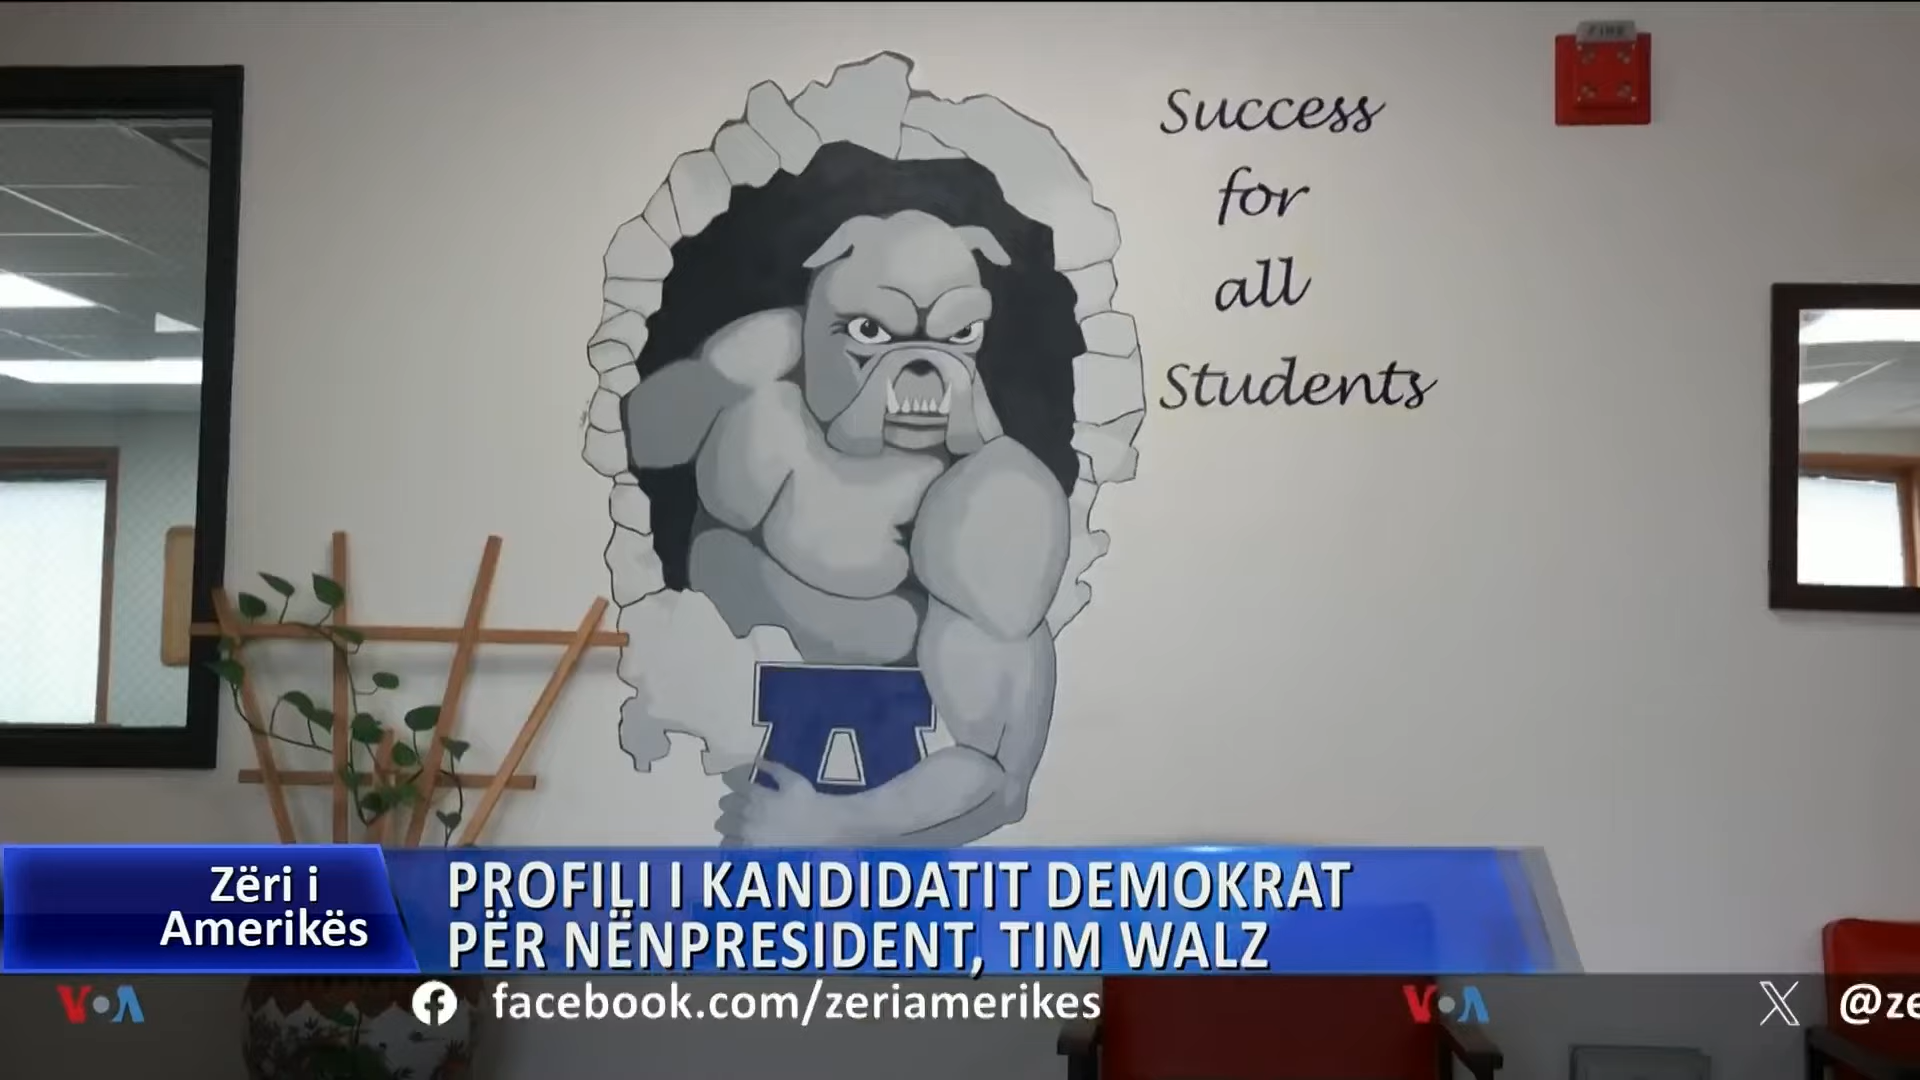 FIRE
Success
for
all
Students
A
Zëri i
Amerikës
PROFILI I KANDIDATIT DEMOKRAT
PËR NËNPRESIDENT, TIM WALZ
VOA
facebook.com/zeriamerikes
VOA
X
@ze